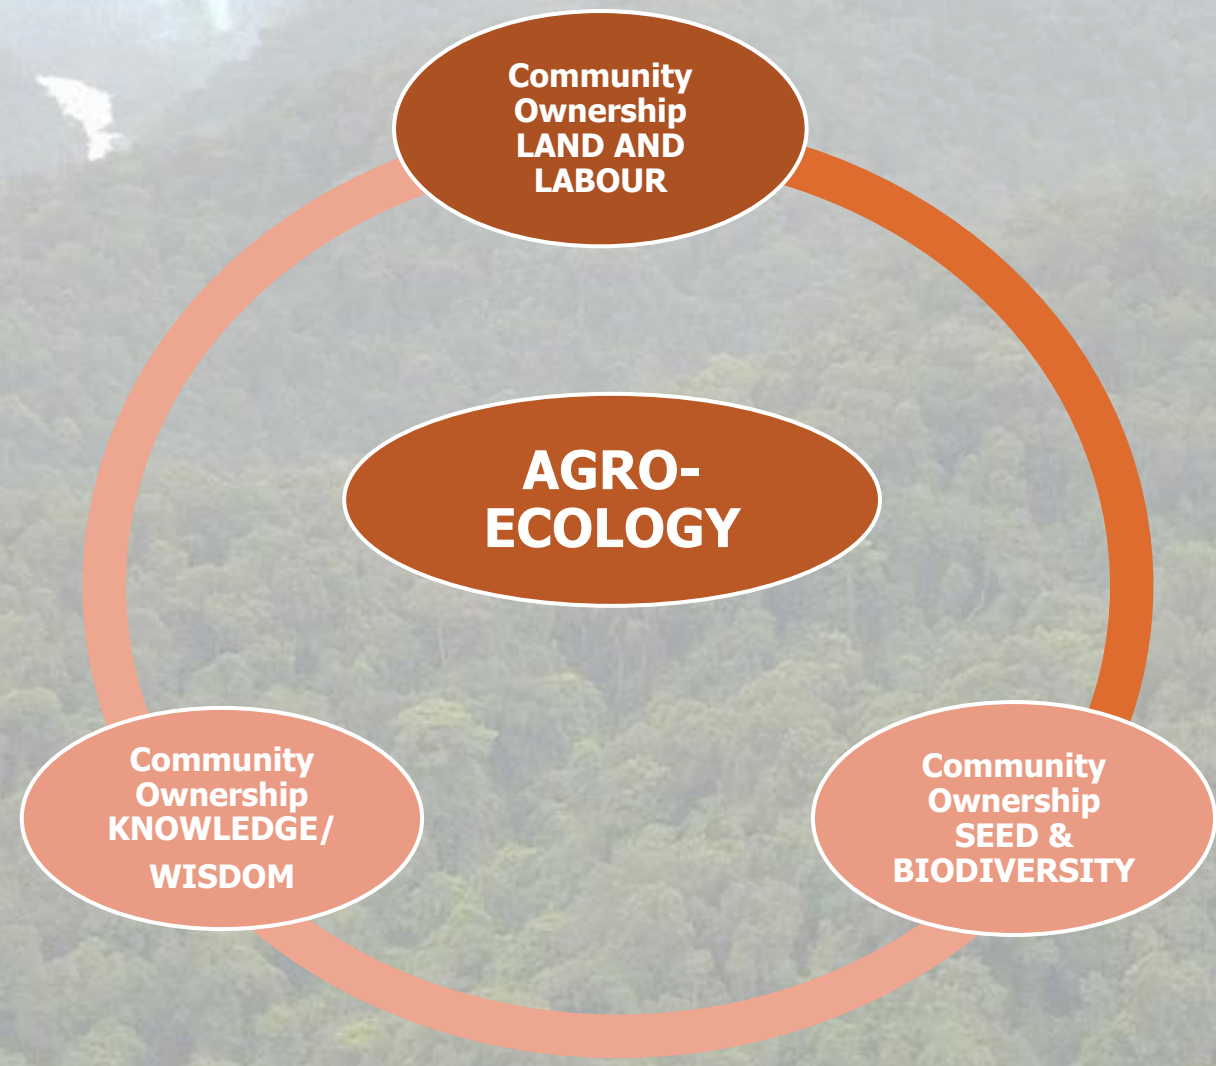 Community
Ownership
LAND AND
LABOUR
AGRO-
ECOLOGY
Community
Ownership
KNOWLEDGE/
WISDOM
Community
Ownership
SEED &
BIODIVERSITY